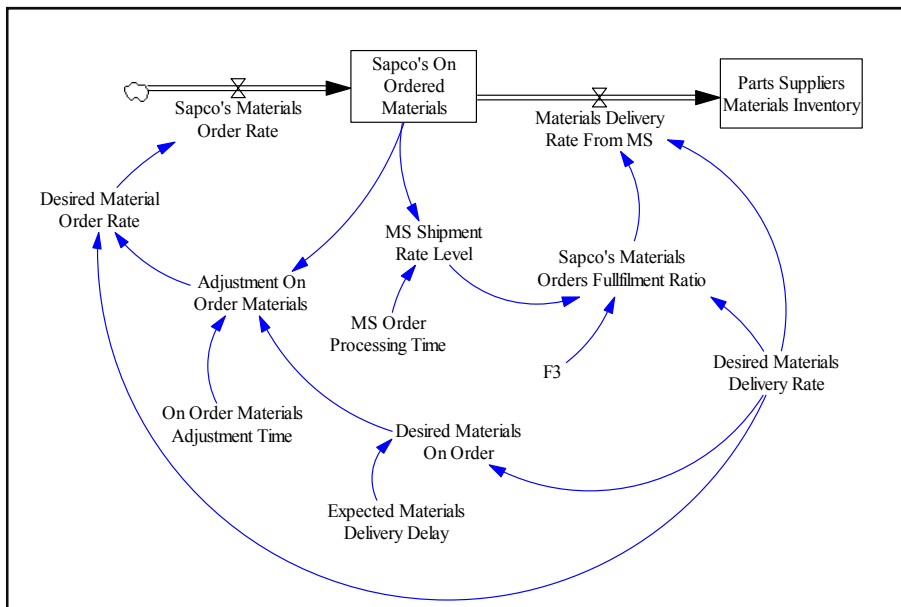 Sapco's On
Ordered
Materials
Parts Suppliers
Materials Inventory
Sapco's Materials
Order Rate
Materials Delivery
Rate From MS
Desired Material
Order Rate
MS Shipment
Rate Level
Sapco's Materials
Orders Fullfilment Ratio
Adjustment On
Order Materials
MS Order
Processing Time
F3
Desired Materials
Delivery Rate
On Order Materials
Adjustment Time
Desired Materials
On Order
Expected Materials
Delivery Delay